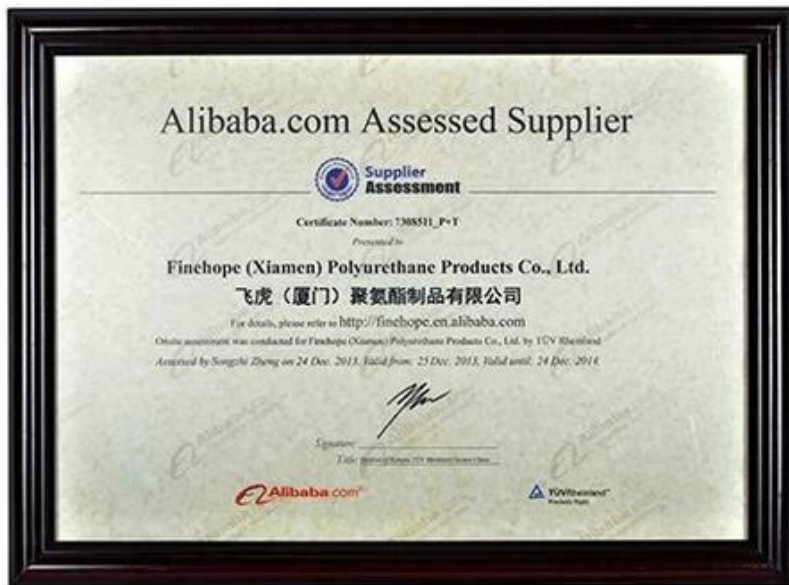 Alibaba.com Assessed Supplier
Supplier
Assessment
Certificate Number: 7308511_P+T
Presented to
Finehope (Xiamen) Polyurethane Products Co., Ltd.
飞虎（厦门）聚氨酯制品有限公司
For details, please refer to http://finehope.en.alibaba.com
Onsite assessment was conducted for Finehope (Xiamen) Polyurethane Products Co., Ltd. by TÜV Rheinland
Assessed by Songzhi Zheng on 24 Dec. 2013. Valid from: 25 Dec. 2013, Valid until: 24 Dec. 2014.
Signature:
Title:
Alibaba.com®
TÜVRheinland®
Precisely Right.